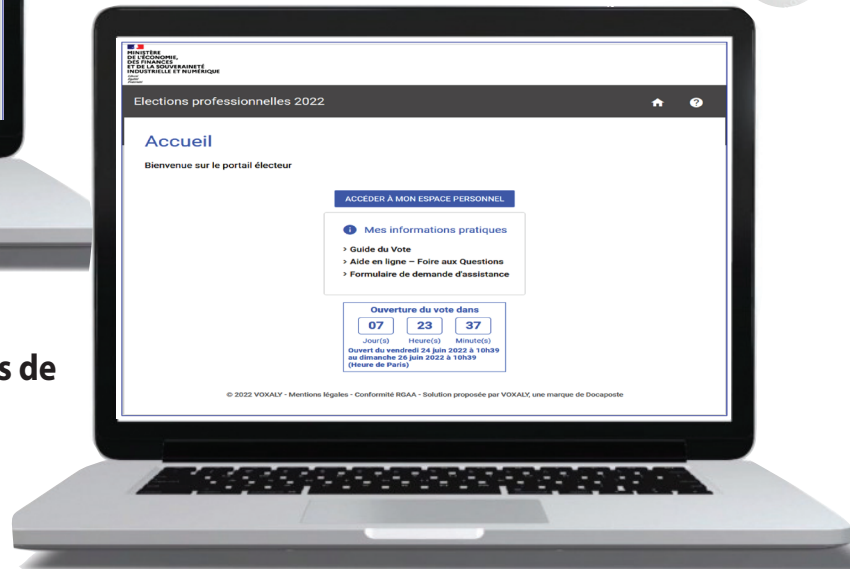 MINISTÈRE
DE L'ÉCONOMIE,
DES FINANCES
ET DE LA SOUVERAINETÉ
INDUSTRIELLE ET NUMÉRIQUE
Liberté
Égalité
Fraternité
Elections professionnelles 2022
Accueil
Bienvenue sur le portail électeur
ACCÉDER À MON ESPACE PERSONNEL
Mes informations pratiques
> Guide du Vote
> Aide en ligne – Foire aux Questions
> Formulaire de demande d'assistance
Ouverture du vote dans
07 23 37
Jour(s) Heure(s) Minute(s)
Ouvert du vendredi 24 juin 2022 à 10h39
au dimanche 26 juin 2022 à 10h39
(Heure de Paris)
s de
© 2022 VOXALY - Mentions légales - Conformité RGAA - Solution proposée par VOXALY, une marque de Docaposte